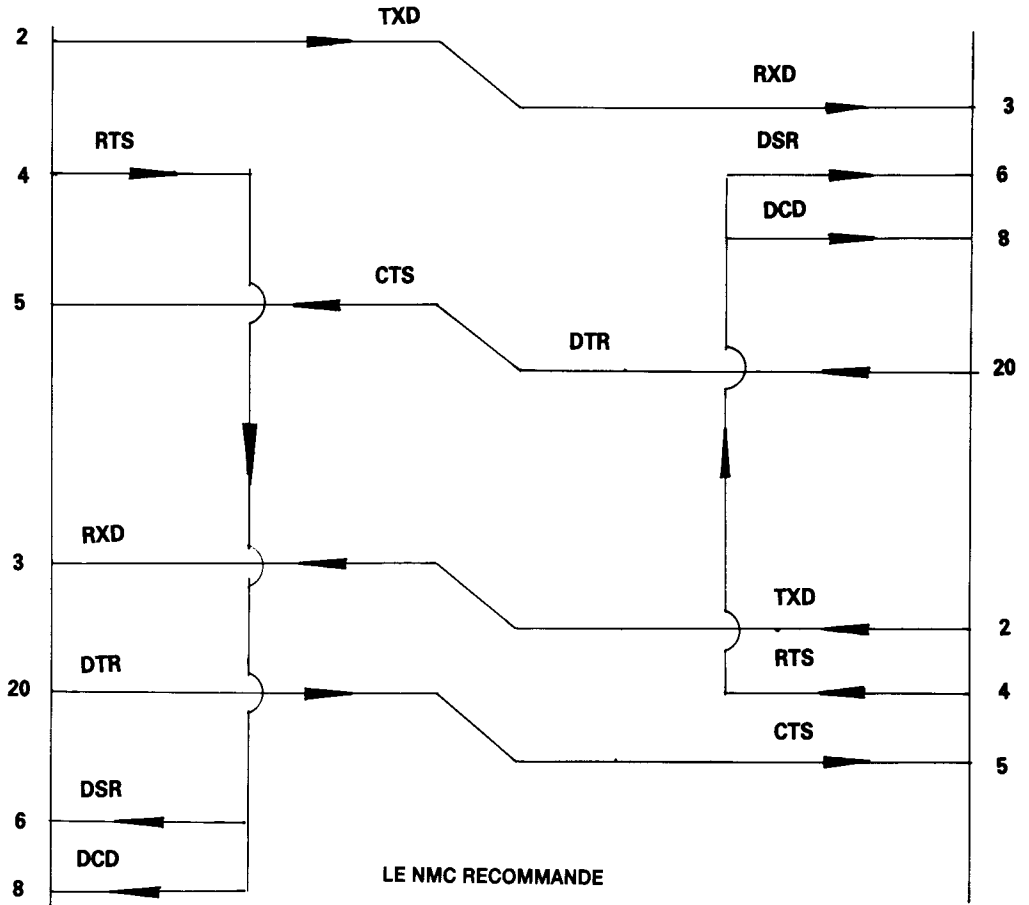 TXD
2
RXD
3
RTS
4
DSR
6
DCD
8
CTS
5
DTR
20
RXD
3
TXD
2
DTR
20
RTS
4
CTS
5
DSR
6
DCD
8
LE NMC RECOMMANDE